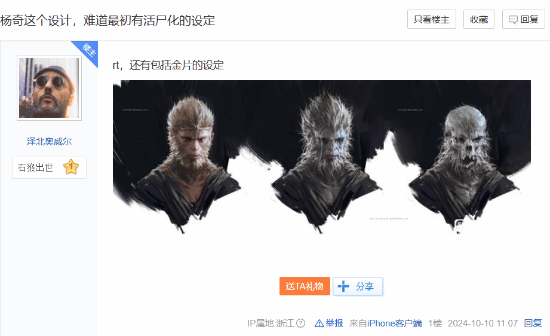 杨奇这个设计，难道最初有活尸化的设定
只看楼主
收藏
回复
楼主
rt，还有包括金片的设定
泽北奥威尔
石猴出世
送TA礼物
分享
IP属地:浙江 举报 来自iPhone客户端 1楼 2024-10-10 11:07 回复